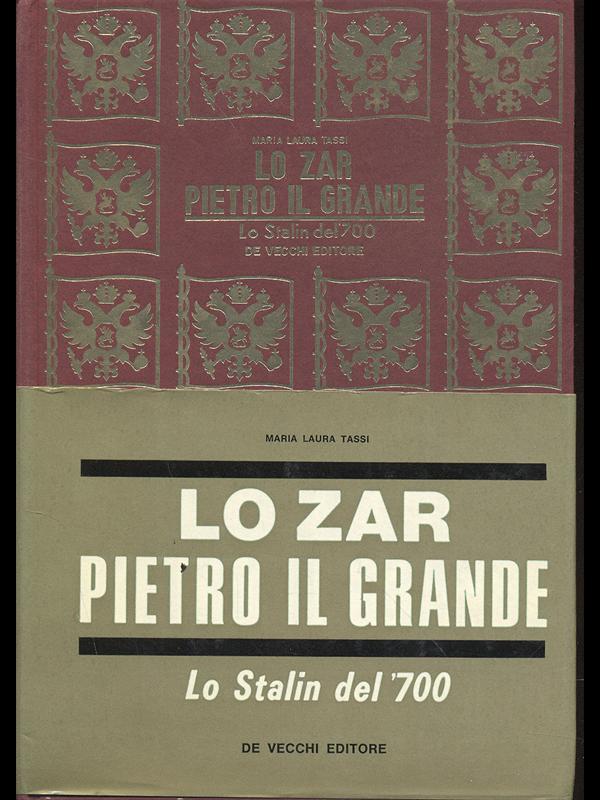 MARIA LAURA TASSI
LO ZAR
PIETRO IL GRANDE
Lo Stalin del '700
DE VECCHI EDITORE
MARIA LAURA TASSI
LO ZAR
PIETRO IL GRANDE
Lo Stalin del '700
DE VECCHI EDITORE